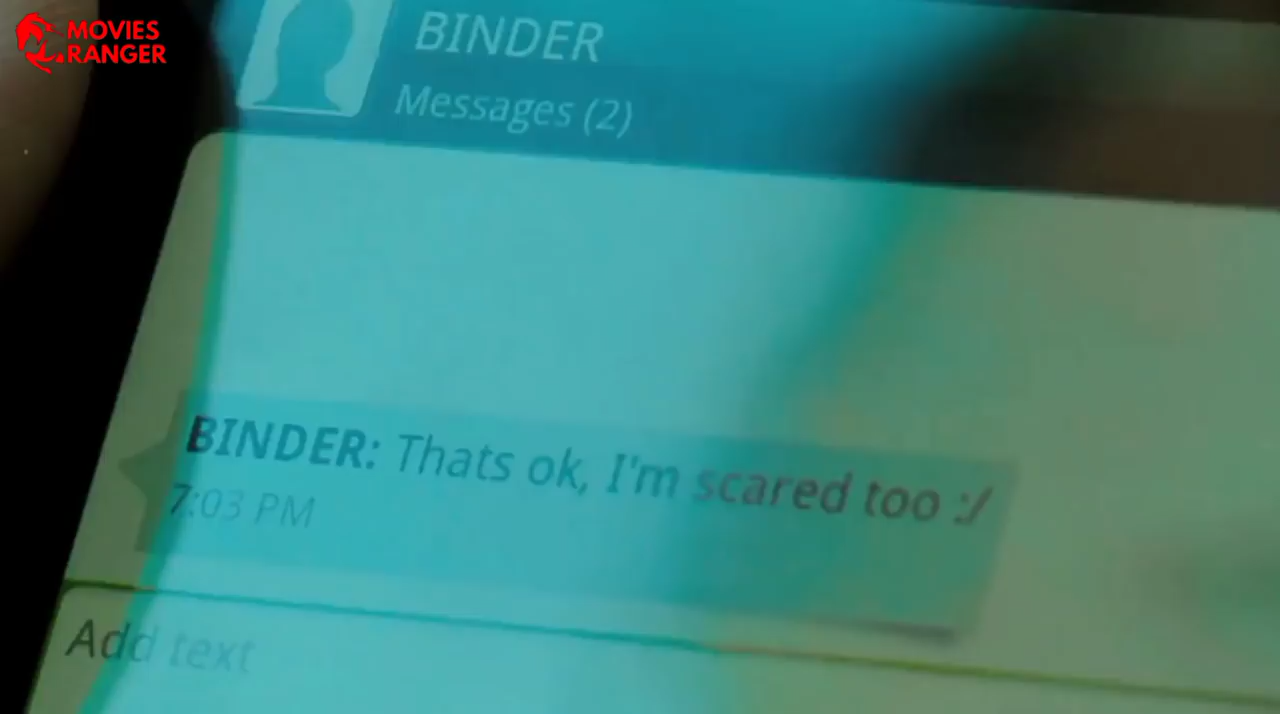 MOVIES
RANGER
BINDER
Messages (2)
BINDER: Thats ok, I'm scared too :/
7:03 PM
Add text